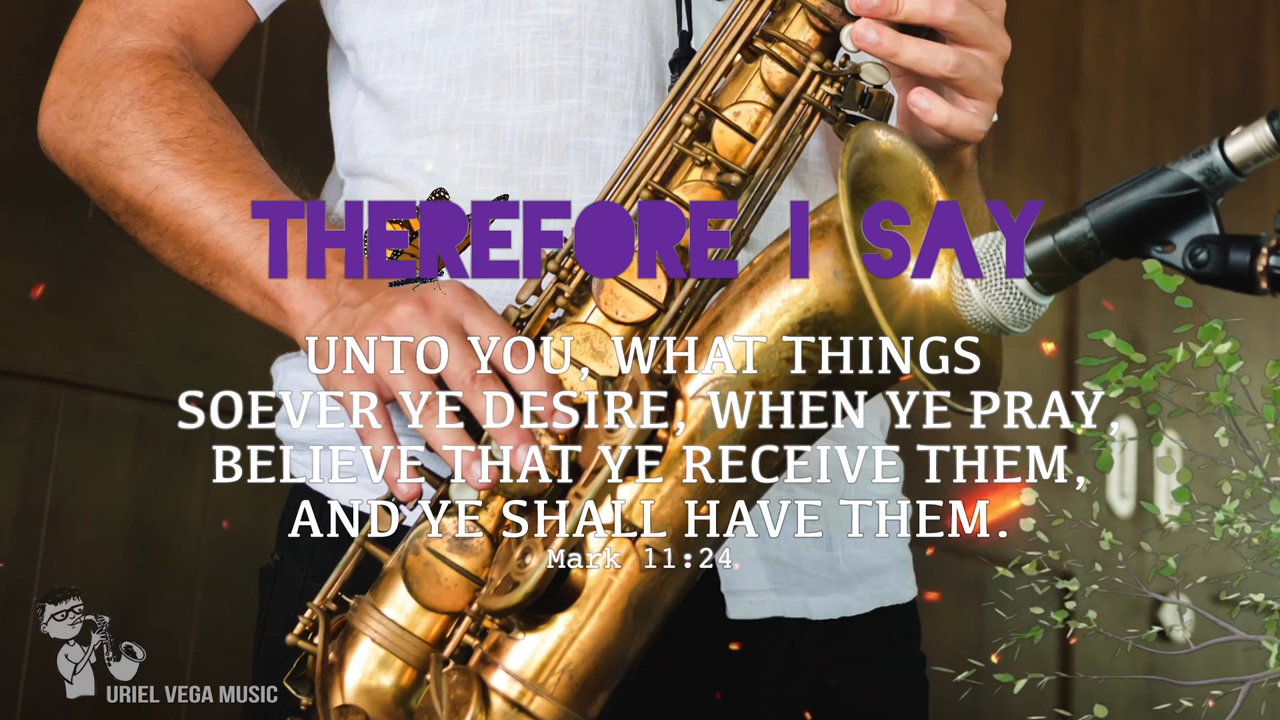 THEREFORE I SAY
UNTO YOU, WHAT THINGS
SOEVER YE DESIRE, WHEN YE PRAY,
BELIEVE THAT YE RECEIVE THEM,
AND YE SHALL HAVE THEM.
Mark 11:24
URIEL VEGA MUSIC